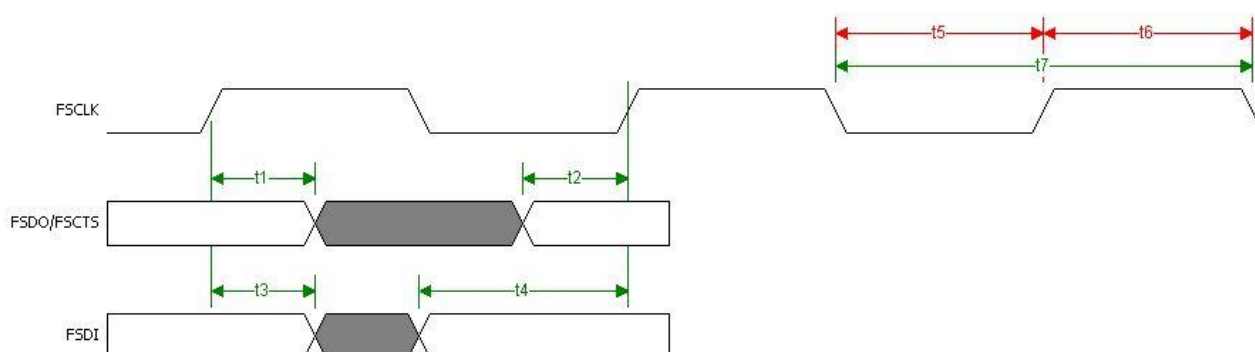 t5 t6
t7
FSCLK
t1 t2
FSDO/FSCTS
t3 t4
FSDI